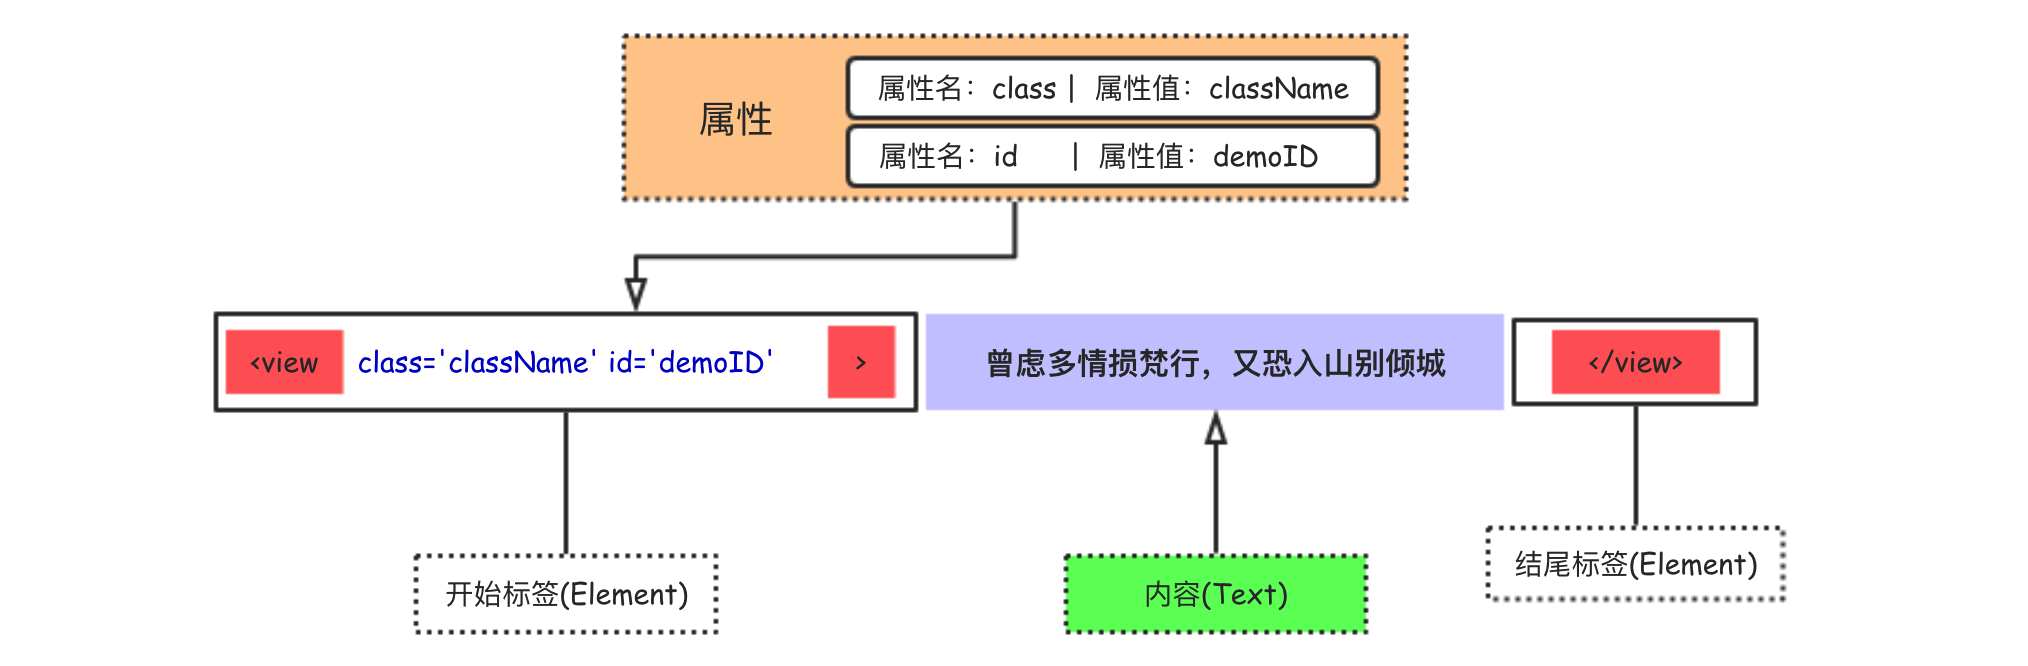 属性
属性名：class | 属性值：className
属性名：id | 属性值：demoID
<view class='className' id='demoID' >
曾虑多情损梵行，又恐入山别倾城
</view>
开始标签(Element)
内容(Text)
结尾标签(Element)